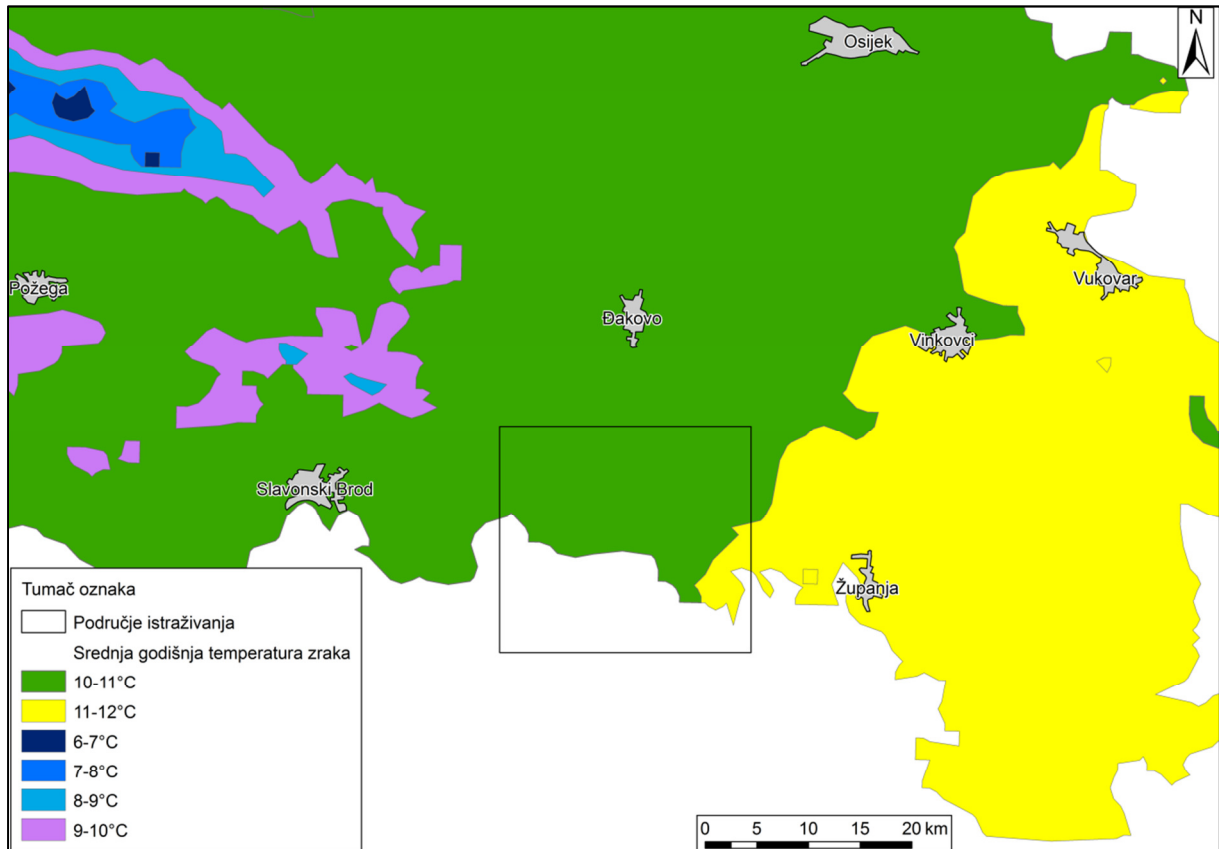 N
Osijek
Požega
Đakovo
Vukovar
Vinkovci
Slavonski Brod
Županja
Tumač oznaka
Područje istraživanja
Srednja godišnja temperatura zraka
10-11°C
11-12°C
6-7°C
7-8°C
8-9°C
9-10°C
0 5 10 15 20 km